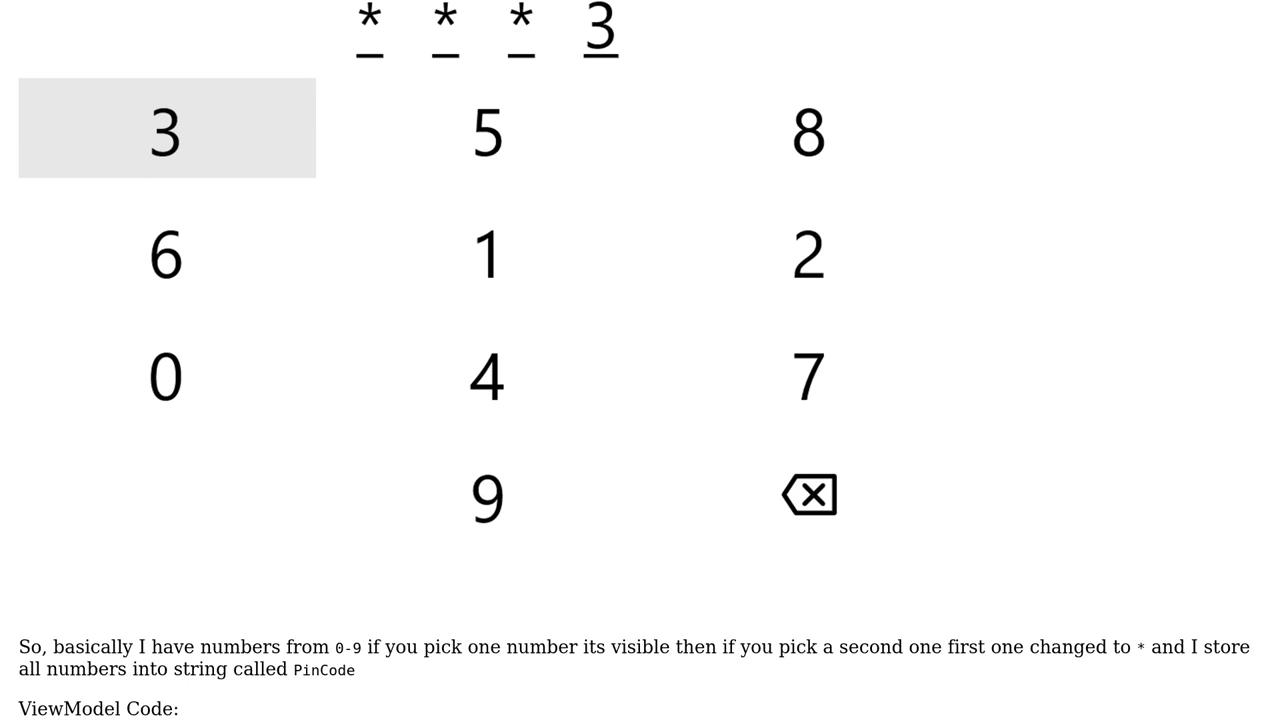 * * * 3
3 5 8
6 1 2
0 4 7
9
So, basically I have numbers from 0-9 if you pick one number its visible then if you pick a second one first one changed to * and I store
all numbers into string called PinCode
ViewModel Code: